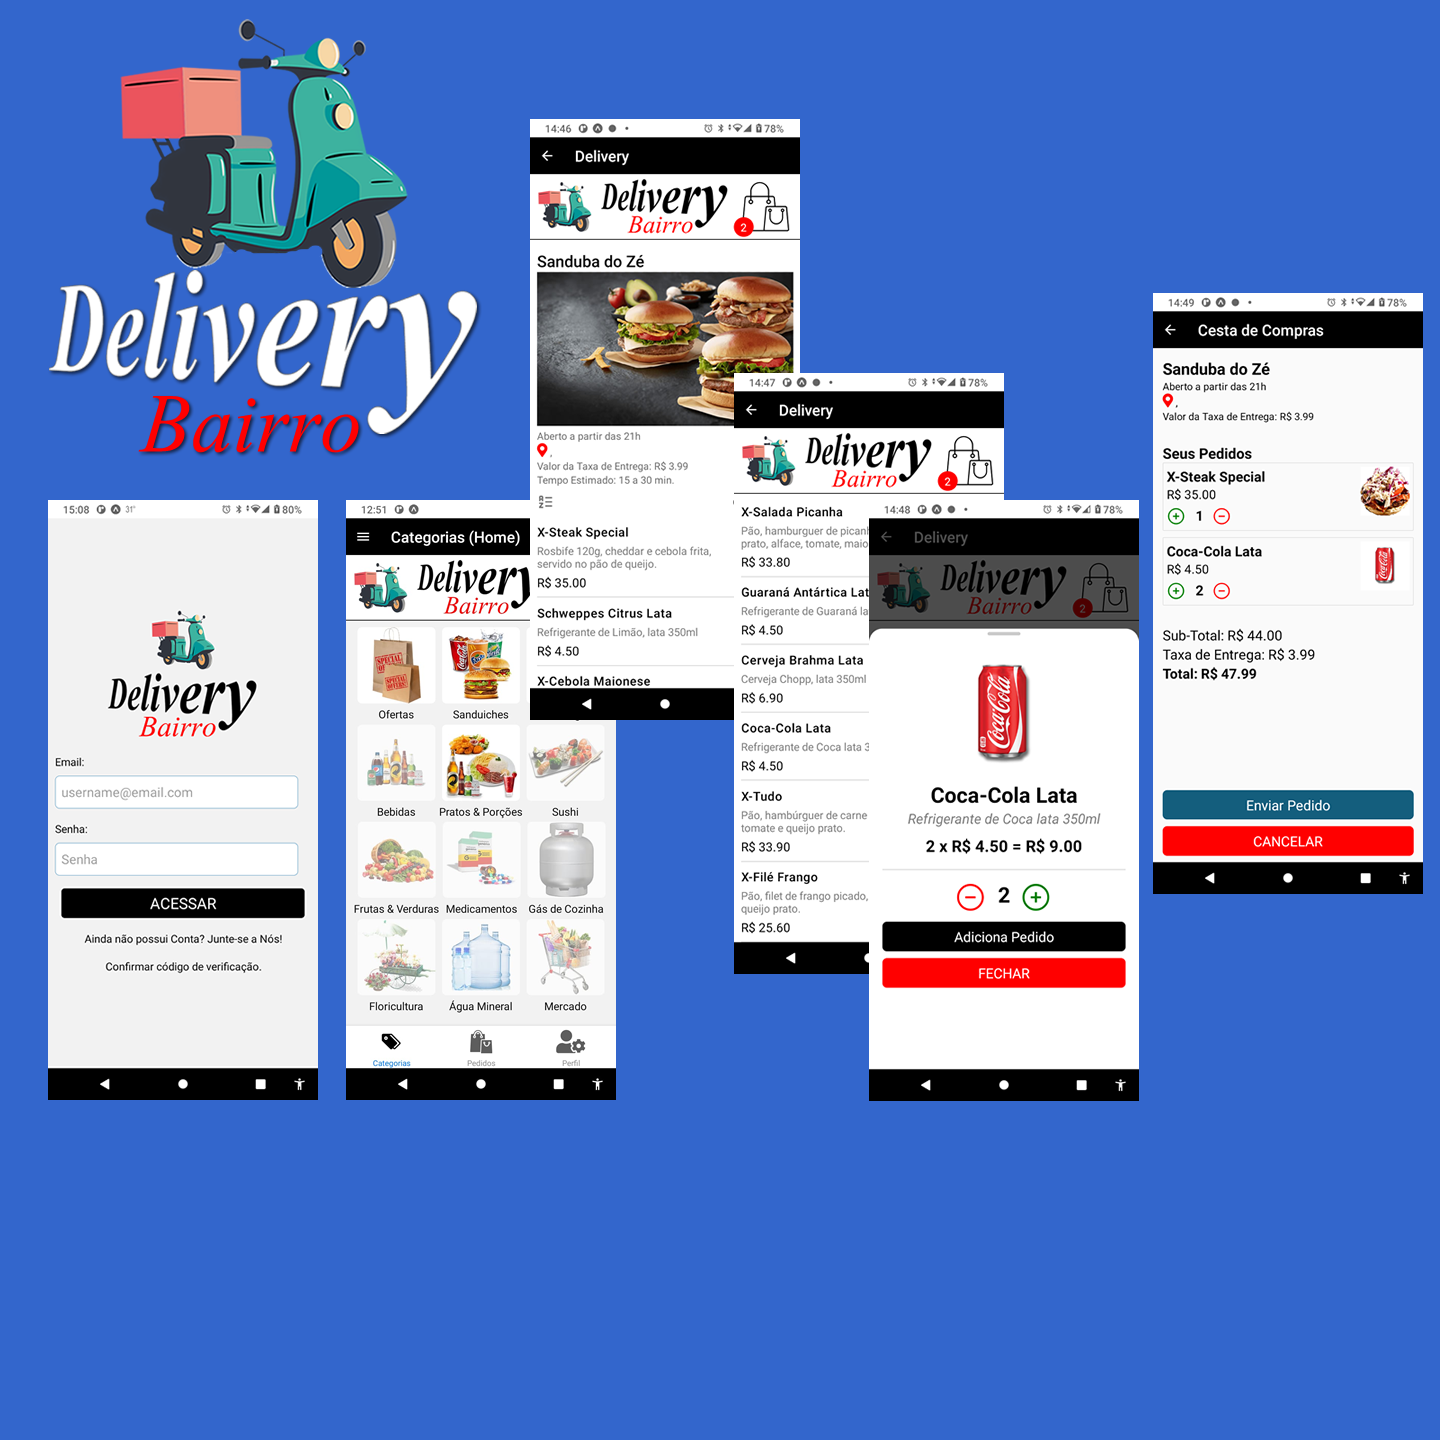 Delivery
Bairro
15:08 31° 80%
Delivery
Bairro
Email:
username@email.com
Senha:
Senha
ACESSAR
Ainda não possui Conta? Junte-se a Nós!
Confirmar código de verificação.
12:51
Categorias (Home)
Delivery
Bairro
SPECIAL
SPECIAL OFFERS!
Ofertas
Sanduiches
Bebidas
Pratos & Porções
Sushi
Frutas & Verduras
Medicamentos
Gás de Cozinha
Floricultura
Água Mineral
Mercado
Categorias
Pedidos
Perfil
14:46 78%
Delivery
Delivery
Bairro
2
Sanduba do Zé
Aberto a partir das 21h
,
Valor da Taxa de Entrega: R$ 3.99
Tempo Estimado: 15 a 30 min.
X-Steak Special
Rosbife 120g, cheddar e cebola frita,
servido no pão de queijo.
R$ 35.00
Schweppes Citrus Lata
Refrigerante de Limão, lata 350ml
R$ 4.50
X-Cebola Maionese
14:47 78%
Delivery
Delivery
Bairro
2
X-Salada Picanha
Pão, hamburguer de picanh
prato, alface, tomate, maio
R$ 33.80
Guaraná Antártica Lat
Refrigerante de Guaraná la
R$ 4.50
Cerveja Brahma Lata
Cerveja Chopp, lata 350ml
R$ 6.90
Coca-Cola Lata
Refrigerante de Coca lata 3
R$ 4.50
X-Tudo
Pão, hambúrguer de carne
tomate e queijo prato.
R$ 33.90
X-Filé Frango
Pão, filet de frango picado,
queijo prato.
R$ 25.60
14:48 78%
Delivery
Delivery
Bairro
2
Coca-Cola
Coca-Cola Lata
Refrigerante de Coca lata 350ml
2 x R$ 4.50 = R$ 9.00
2
Adiciona Pedido
FECHAR
14:49 78%
Cesta de Compras
Sanduba do Zé
Aberto a partir das 21h
,
Valor da Taxa de Entrega: R$ 3.99
Seus Pedidos
X-Steak Special
R$ 35.00
1
Coca-Cola Lata
R$ 4.50
2
Coca-Cola
Sub-Total: R$ 44.00
Taxa de Entrega: R$ 3.99
Total: R$ 47.99
Enviar Pedido
CANCELAR